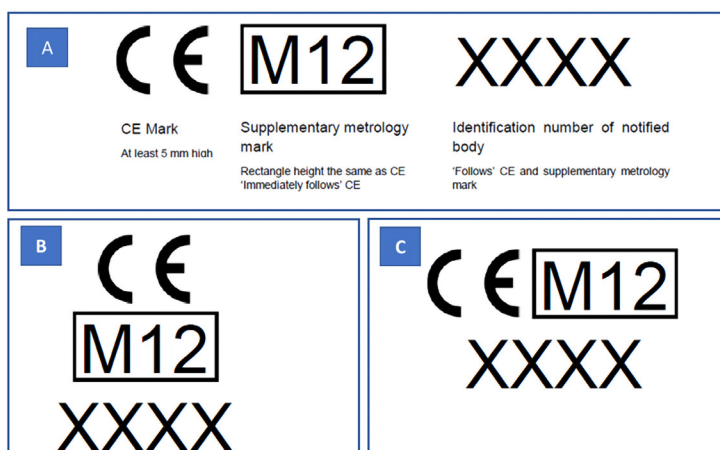 A
CE M12 XXXX
CE Mark
At least 5 mm high
Supplementary metrology
mark
Rectangle height the same as CE
'Immediately follows' CE
Identification number of notified
body
'Follows' CE and supplementary metrology
mark
B
CE
M12
XXXX
C
CE M12
XXXX